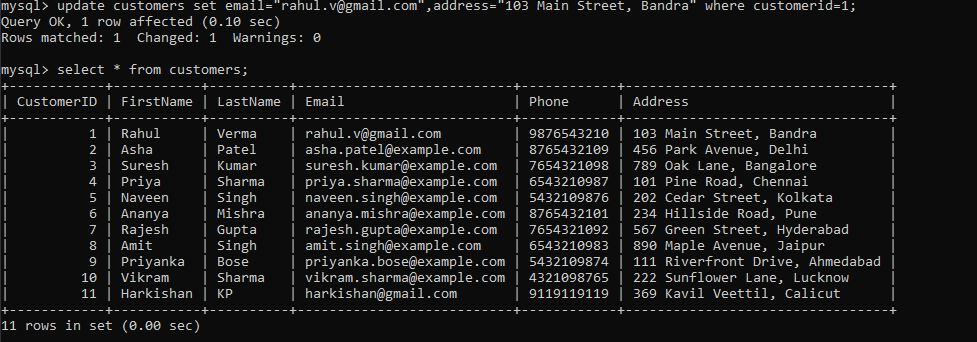 mysql> update customers set email="rahul.v@gmail.com",address="103 Main Street, Bandra" where customerid=1;
Query OK, 1 row affected (0.10 sec)
Rows matched: 1  Changed: 1  Warnings: 0

mysql> select * from customers;
+------------+-----------+----------+---------------------------+------------+--------------------------------+
| CustomerID | FirstName | LastName | Email                     | Phone      | Address                        |
+------------+-----------+----------+---------------------------+------------+--------------------------------+
|          1 | Rahul     | Verma    | rahul.v@gmail.com         | 9876543210 | 103 Main Street, Bandra        |
|          2 | Asha      | Patel    | asha.patel@example.com    | 8765432109 | 456 Park Avenue, Delhi         |
|          3 | Suresh    | Kumar    | suresh.kumar@example.com  | 7654321098 | 789 Oak Lane, Bangalore        |
|          4 | Priya     | Sharma   | priya.sharma@example.com  | 6543210987 | 101 Pine Road, Chennai         |
|          5 | Naveen    | Singh    | naveen.singh@example.com  | 5432109876 | 202 Cedar Street, Kolkata      |
|          6 | Ananya    | Mishra   | ananya.mishra@example.com | 8765432101 | 234 Hillside Road, Pune        |
|          7 | Rajesh    | Gupta    | rajesh.gupta@example.com  | 7654321092 | 567 Green Street, Hyderabad    |
|          8 | Amit      | Singh    | amit.singh@example.com    | 6543210983 | 890 Maple Avenue, Jaipur       |
|          9 | Priyanka  | Bose     | priyanka.bose@example.com | 5432109874 | 111 Riverfront Drive, Ahmedabad |
|         10 | Vikram    | Sharma   | vikram.sharma@example.com | 4321098765 | 222 Sunflower Lane, Lucknow    |
|         11 | Harkishan | KP       | harkishan@gmail.com       | 9119119119 | 369 Kavil Veettil, Calicut     |
+------------+-----------+----------+---------------------------+------------+--------------------------------+
11 rows in set (0.00 sec)